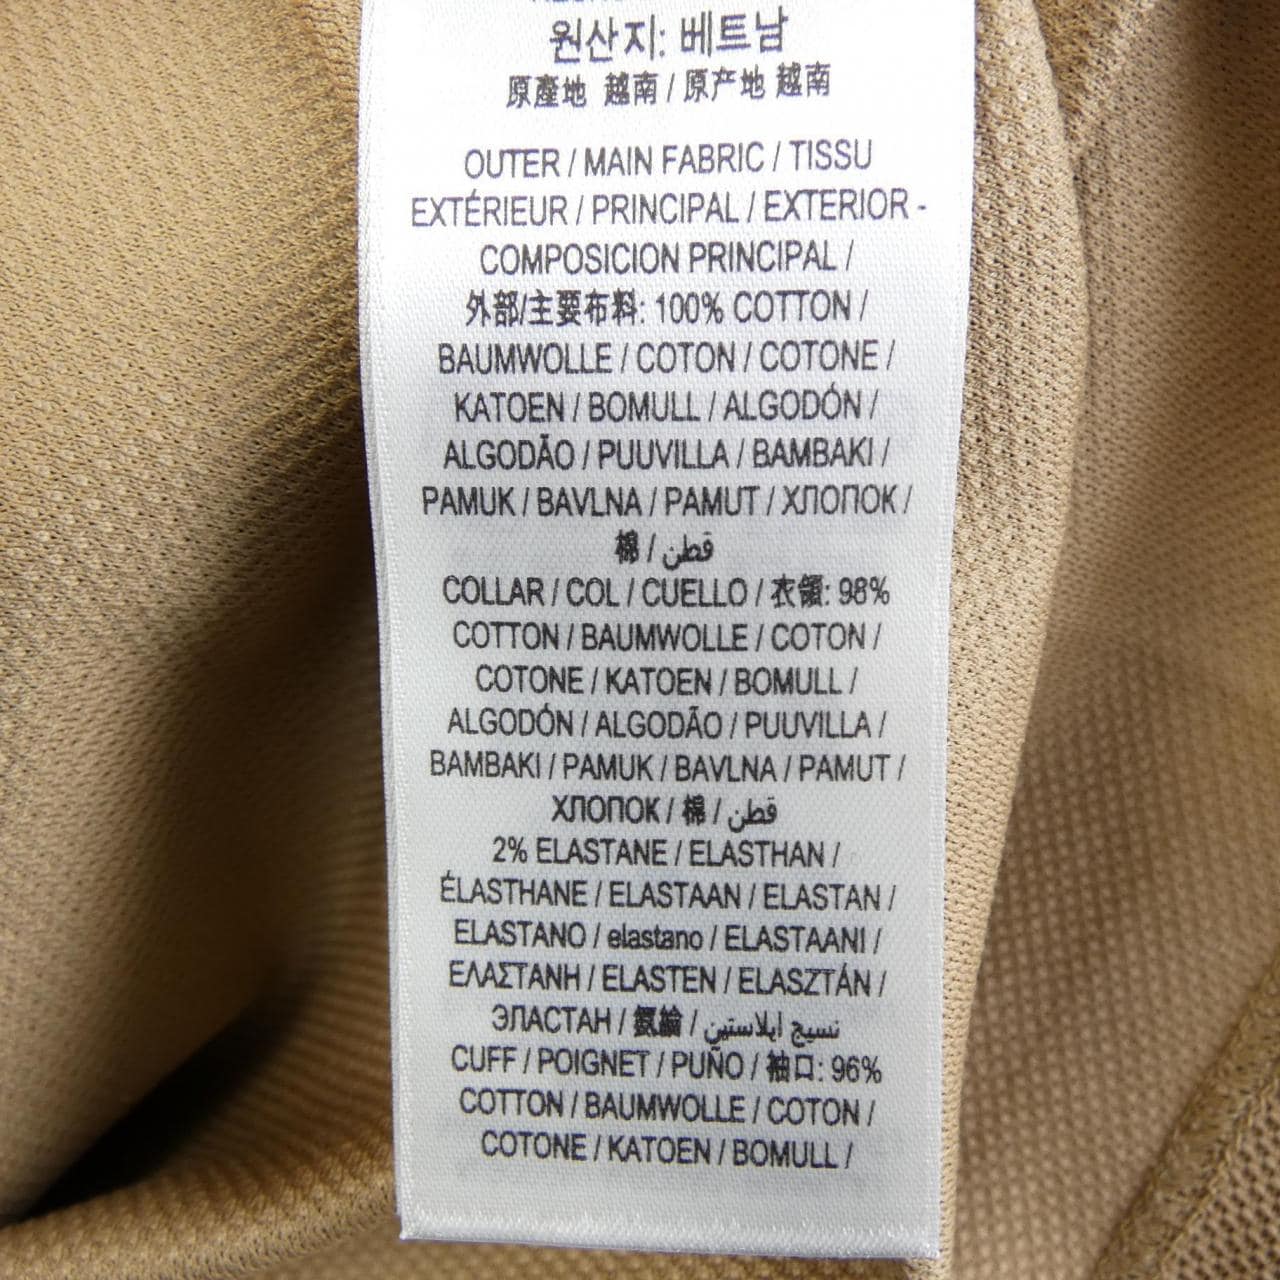 원산지: 베트남
原產地 越南 / 原产地 越南
OUTER / MAIN FABRIC / TISSU
EXTÉRIEUR / PRINCIPAL / EXTERIOR -
COMPOSICION PRINCIPAL /
外部/主要布料: 100% COTTON /
BAUMWOLLE / COTON / COTONE /
KATOEN / BOMULL / ALGODÓN /
ALGODÃO / PUUVILLA / BAMBAKI /
PAMUK / BAVLNA / PAMUT / ХЛОПОК /
棉 / قطن
COLLAR / COL / CUELLO / 衣領: 98%
COTTON / BAUMWOLLE / COTON /
COTONE / KATOEN / BOMULL /
ALGODÓN / ALGODÃO / PUUVILLA /
BAMBAKI / PAMUK / BAVLNA / PAMUT /
ХЛОПОК / 棉 / قطن
2% ELASTANE / ELASTHAN /
ÉLASTHANE / ELASTAAN / ELASTAN /
ELASTANO / elastano / ELASTAANI /
ΕΛΑΣΤΑΝΗ / ELASTEN / ELASZTÁN /
ЭЛАСТАН / 氨綸 / نسيج ايلاستين
CUFF / POIGNET / PUÑO / 袖口: 96%
COTTON / BAUMWOLLE / COTON /
COTONE / KATOEN / BOMULL /